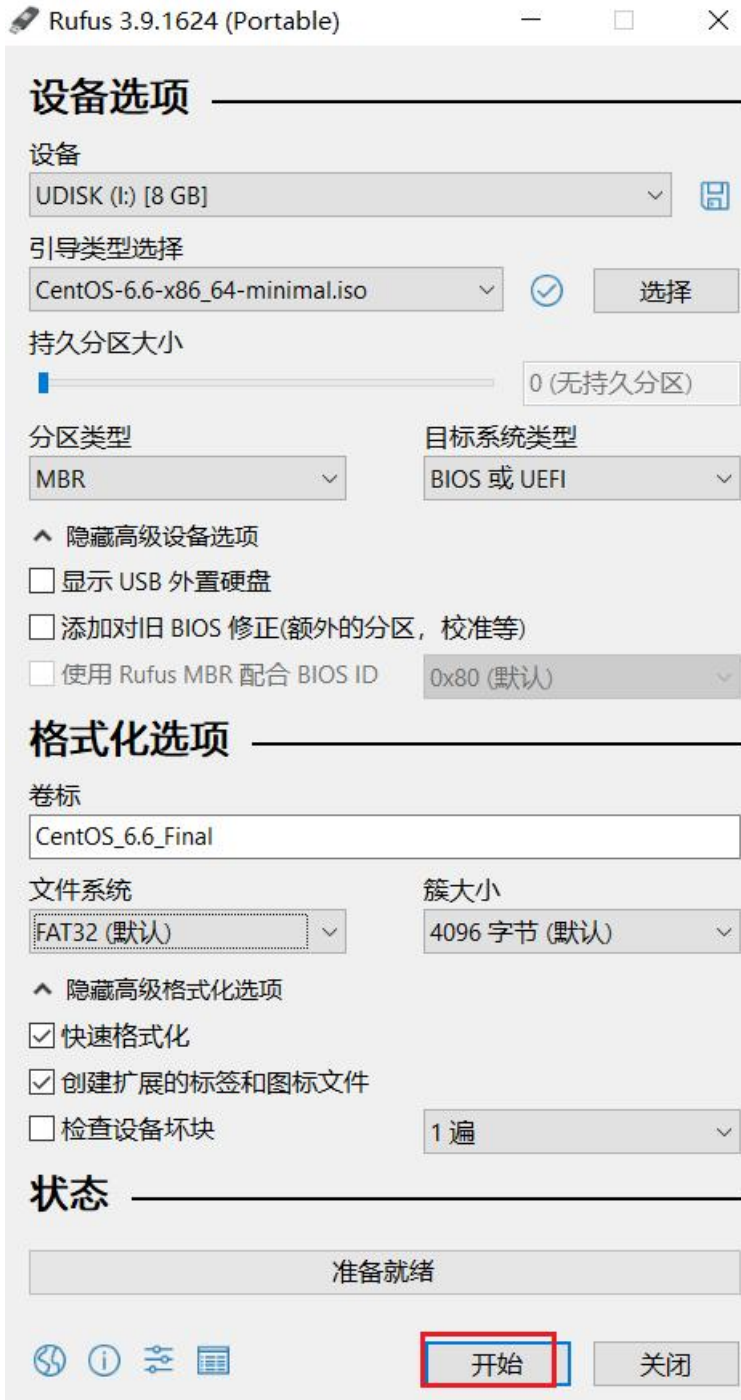 Rufus 3.9.1624 (Portable)
设备选项
设备
UDISK (I:) [8 GB]
引导类型选择
CentOS-6.6-x86_64-minimal.iso
选择
持久分区大小
0 (无持久分区)
分区类型
目标系统类型
MBR
BIOS 或 UEFI
隐藏高级设备选项
显示 USB 外置硬盘
添加对旧 BIOS 修正(额外的分区，校准等)
使用 Rufus MBR 配合 BIOS ID
0x80 (默认)
格式化选项
卷标
CentOS_6.6_Final
文件系统
簇大小
FAT32 (默认)
4096 字节 (默认)
隐藏高级格式化选项
快速格式化
创建扩展的标签和图标文件
检查设备坏块
1 遍
状态
准备就绪
开始
关闭